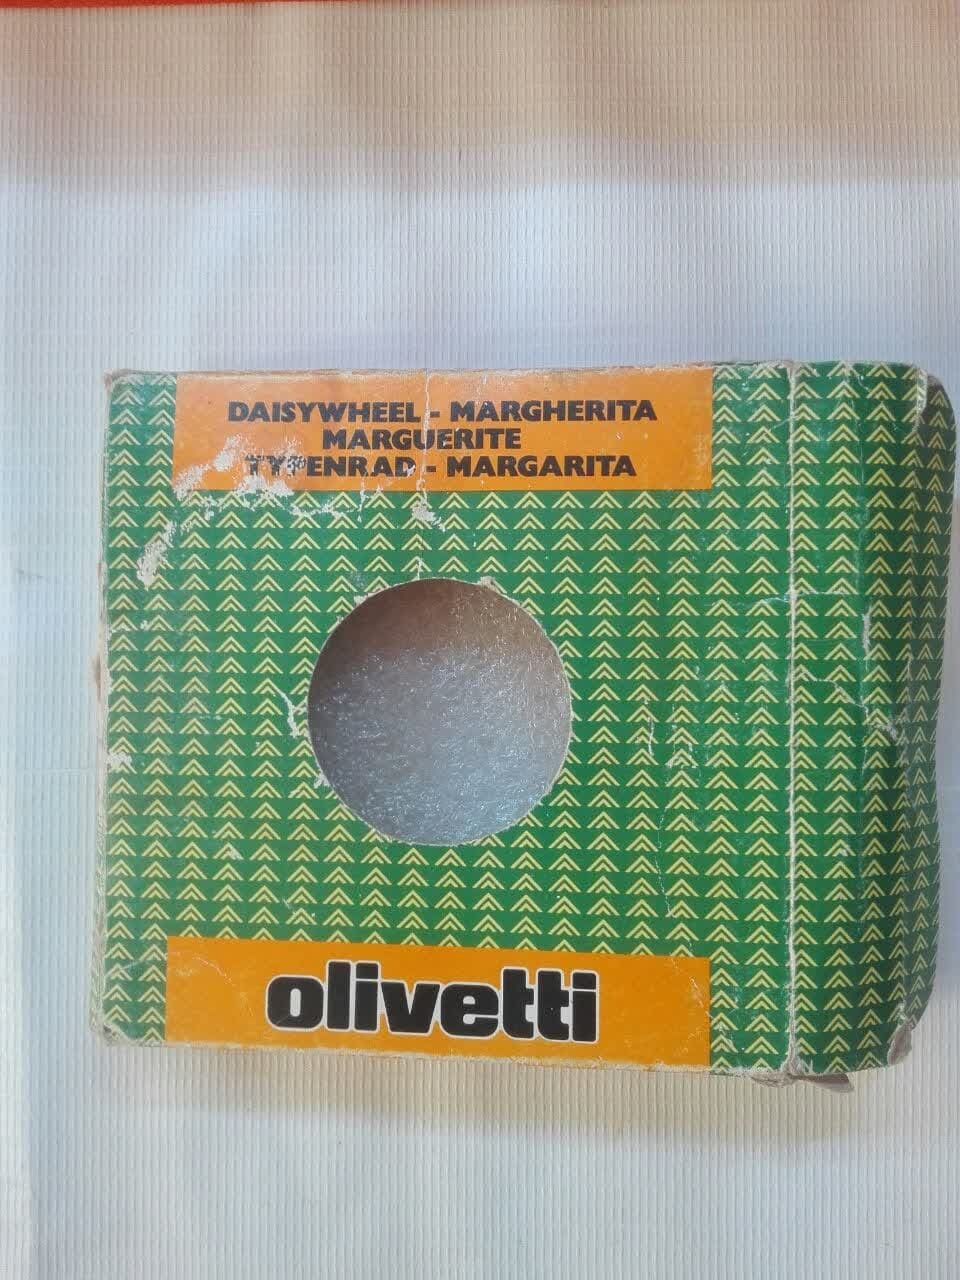 DAISYWHEEL - MARGHERITA
MARGUERITE
TYPENRAD - MARGARITA
olivetti